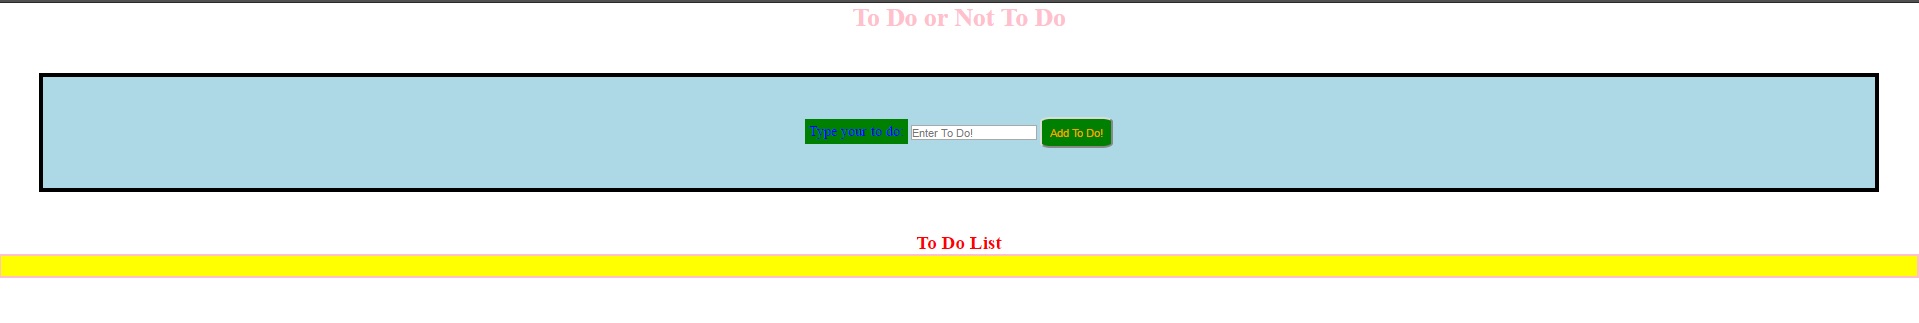 To Do or Not To Do
Type your to do: Enter To Do! Add To Do!
To Do List